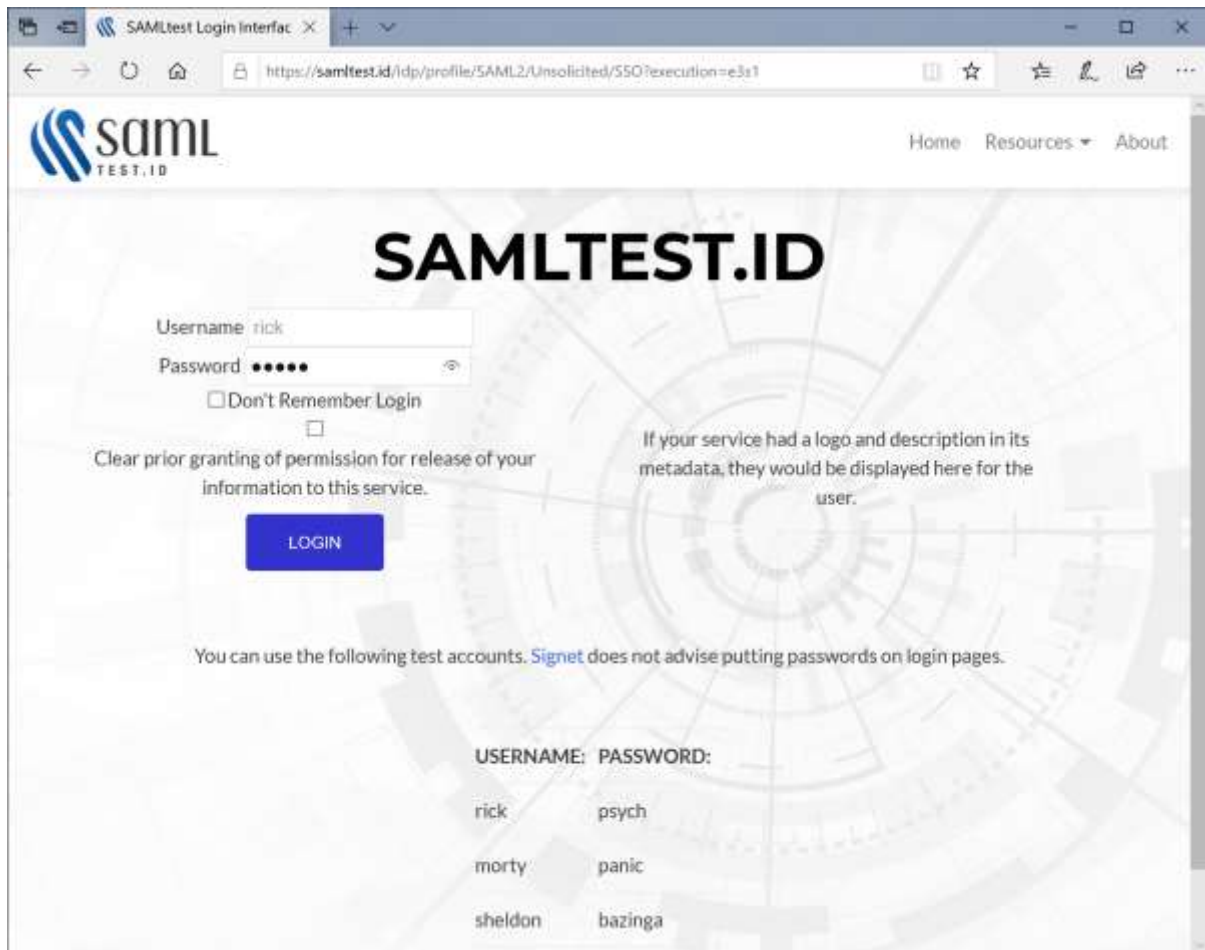 SAMLtest Login Interfac
https://samltest.id/idp/profile/SAML2/Unsolicited/SSO?execution=e3s1
saml
TEST.ID
Home Resources About
SAMLTEST.ID
Username rick
Password •••••
Don't Remember Login
Clear prior granting of permission for release of your
information to this service.
If your service had a logo and description in its
metadata, they would be displayed here for the
user.
LOGIN
You can use the following test accounts. Signet does not advise putting passwords on login pages.
USERNAME: PASSWORD:
rick psych
morty panic
sheldon bazinga